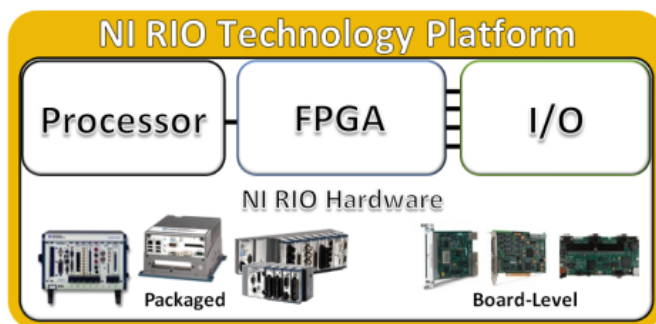 NI RIO Technology Platform
Processor FPGA I/O
NI RIO Hardware
Packaged Board-Level